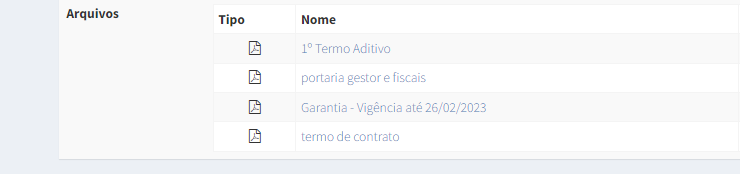 Arquivos
Tipo Nome
1º Termo Aditivo
portaria gestor e fiscais
Garantia - Vigência até 26/02/2023
termo de contrato